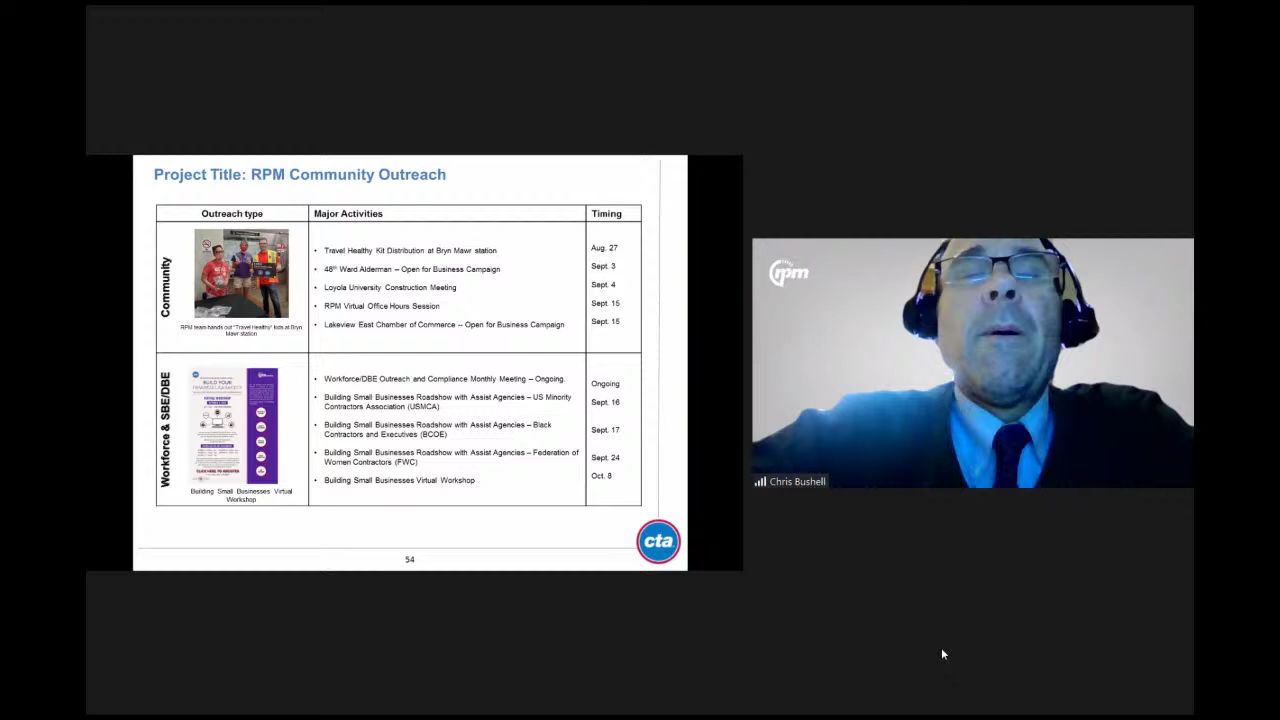 Project Title: RPM Community Outreach
Outreach type
Major Activities
Timing
Community
RPM team hands out "Travel Healthy" kids at Bryn
Mawr station
• Travel Healthy Kit Distribution at Bryn Mawr station
Aug. 27
• 48th Ward Alderman – Open for Business Campaign
Sept. 3
• Loyola University Construction Meeting
Sept. 4
• RPM Virtual Office Hours Session
Sept. 15
• Lakeview East Chamber of Commerce – Open for Business Campaign
Sept. 15
Workforce & SBE/DBE
BUILD YOUR
CLICK HERE TO REGISTER
Building Small Businesses Virtual
Workshop
• Workforce/DBE Outreach and Compliance Monthly Meeting – Ongoing.
Ongoing
• Building Small Businesses Roadshow with Assist Agencies – US Minority
Contractors Association (USMCA)
Sept. 16
• Building Small Businesses Roadshow with Assist Agencies – Black
Contractors and Executives (BCOE)
Sept. 17
• Building Small Businesses Roadshow with Assist Agencies – Federation of
Women Contractors (FWC)
Sept. 24
• Building Small Businesses Virtual Workshop
Oct. 8
54
cta
rpm
Chris Bushell